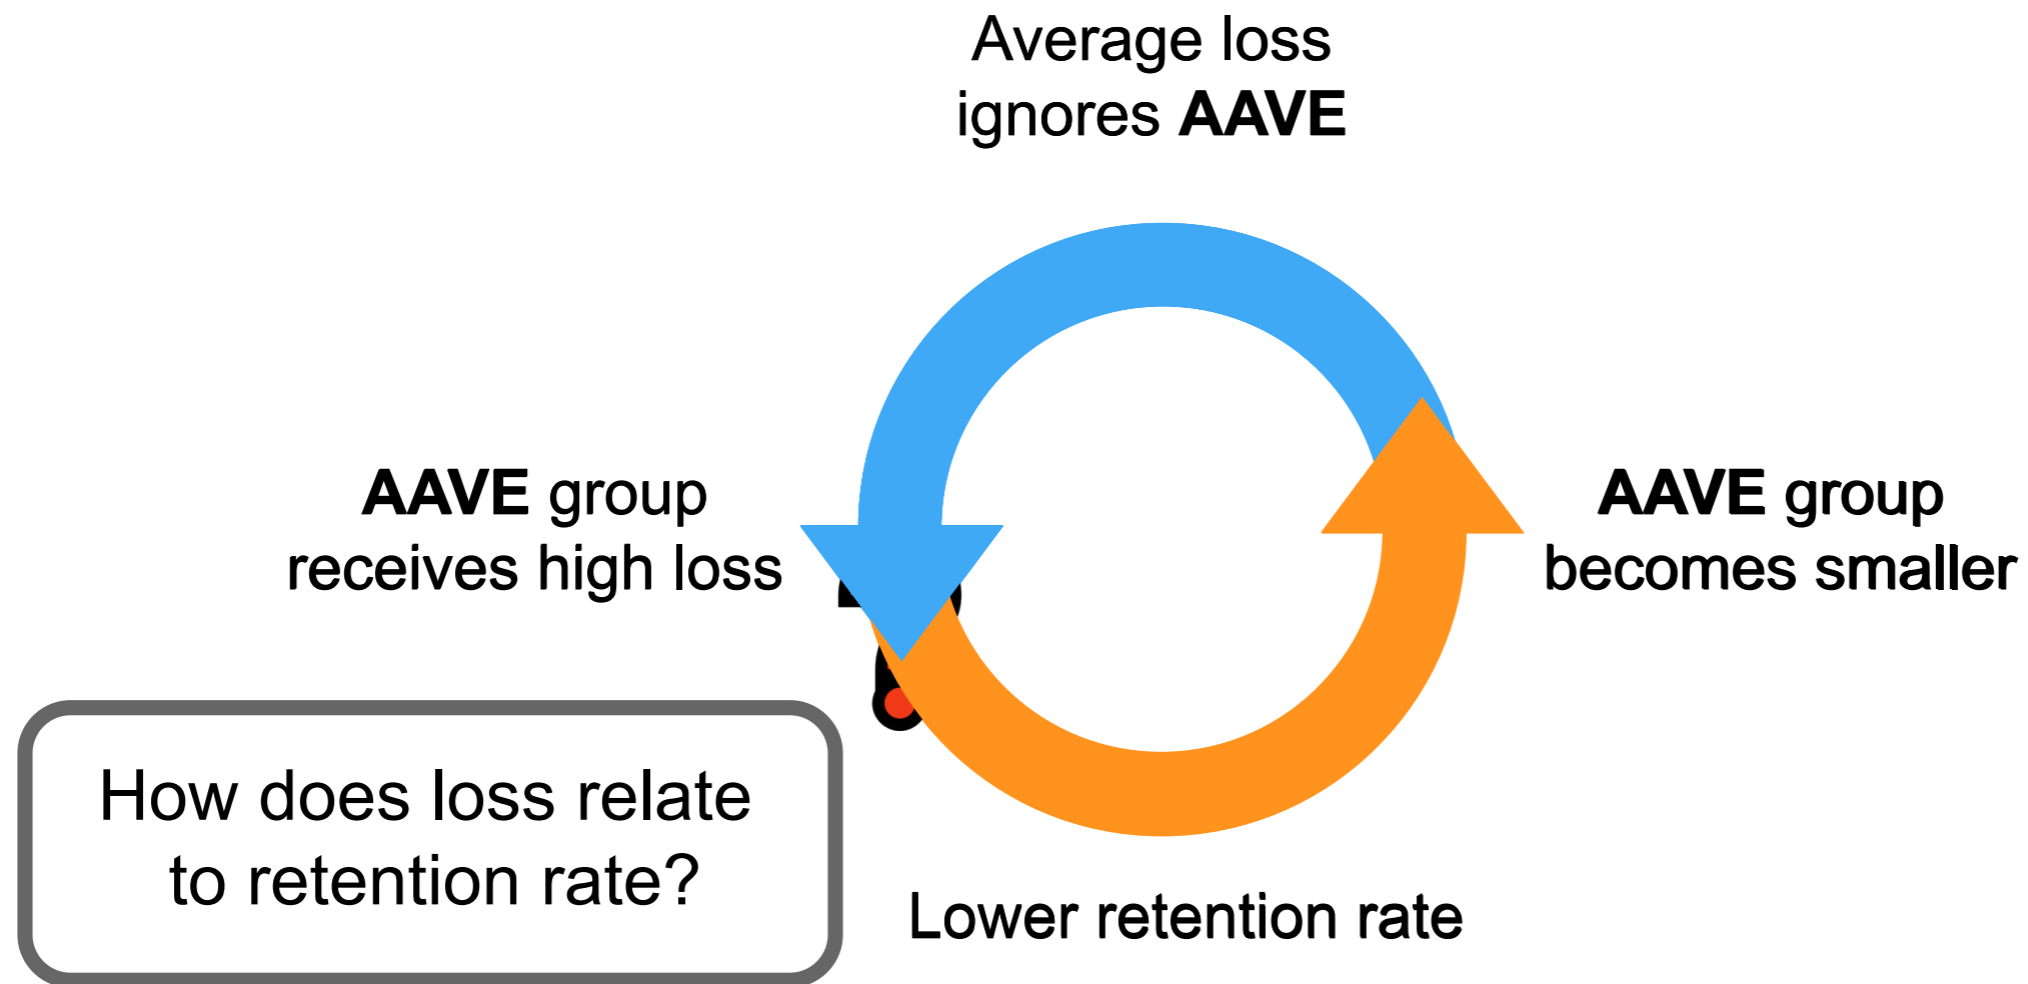 Average loss
ignores AAVE
AAVE group
receives high loss
AAVE group
becomes smaller
How does loss relate
to retention rate?
Lower retention rate